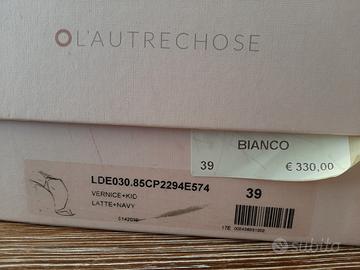 L'AUTRECHOSE
BIANCO
39 € 330,00
LDE030.85CP2294E574 39
VERNICE+KID
LATTE+NAVY
subito